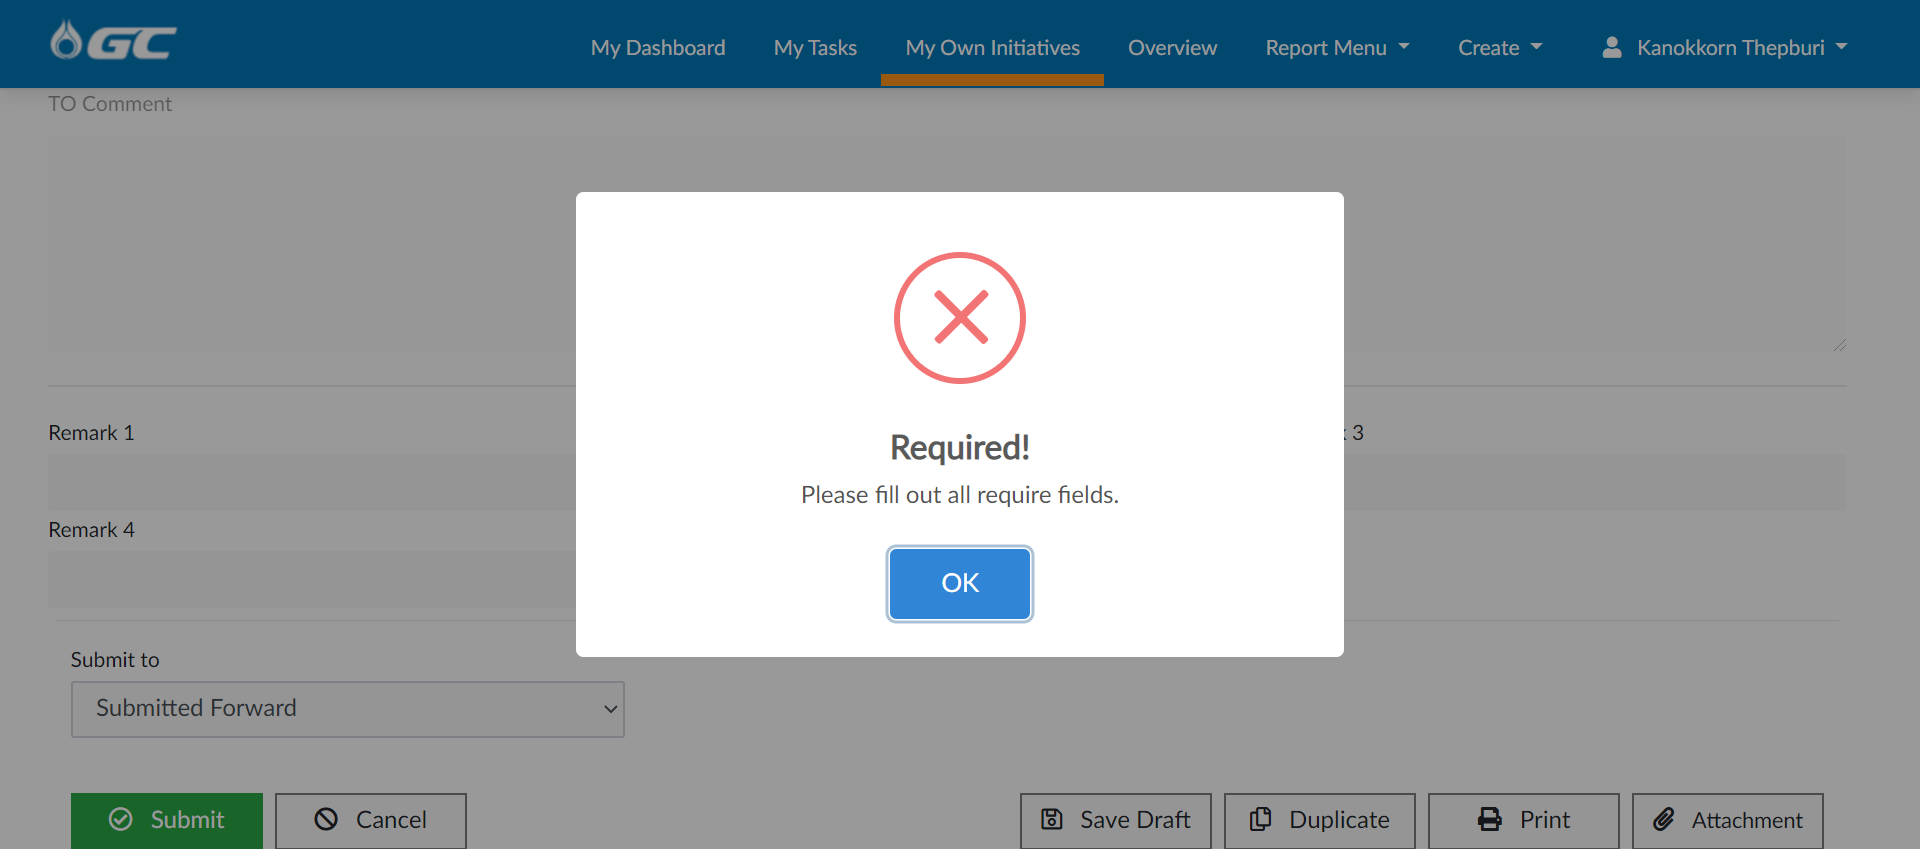 GC
My Dashboard My Tasks My Own Initiatives Overview Report Menu Create Kanokkorn Thepburi
TO Comment
Required!
Please fill out all require fields.
OK
Remark 1
3
Remark 4
Submit to
Submitted Forward
Submit Cancel Save Draft Duplicate Print Attachment